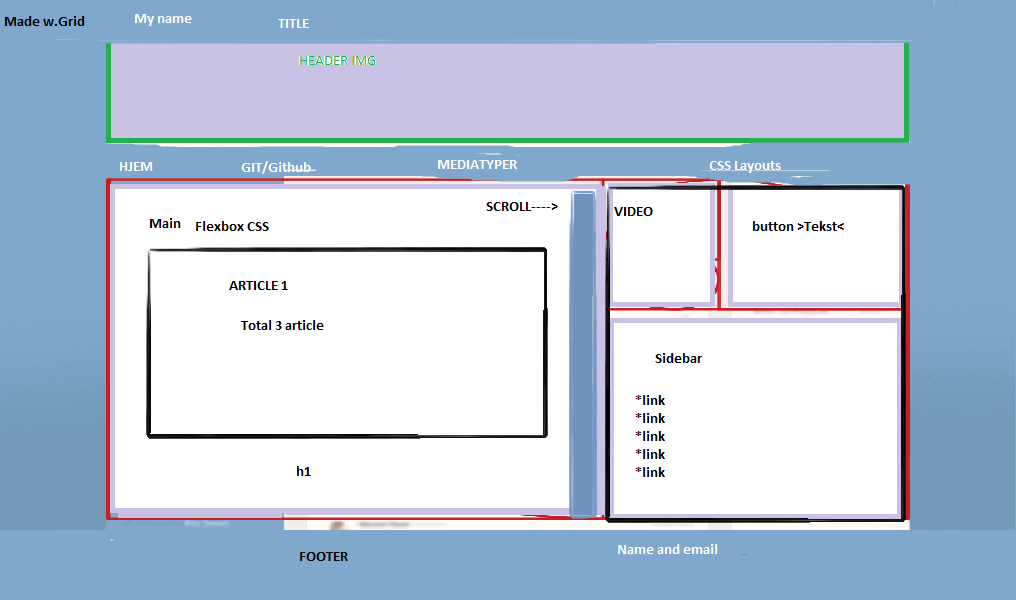 Made w.Grid
My name
TITLE
HEADER IMG
HJEM
GIT/Github
MEDIATYPER
CSS Layouts
SCROLL---->
Main
Flexbox CSS
ARTICLE 1
Total 3 article
h1
VIDEO
button >Tekst<
Sidebar
*link
*link
*link
*link
*link
FOOTER
Name and email